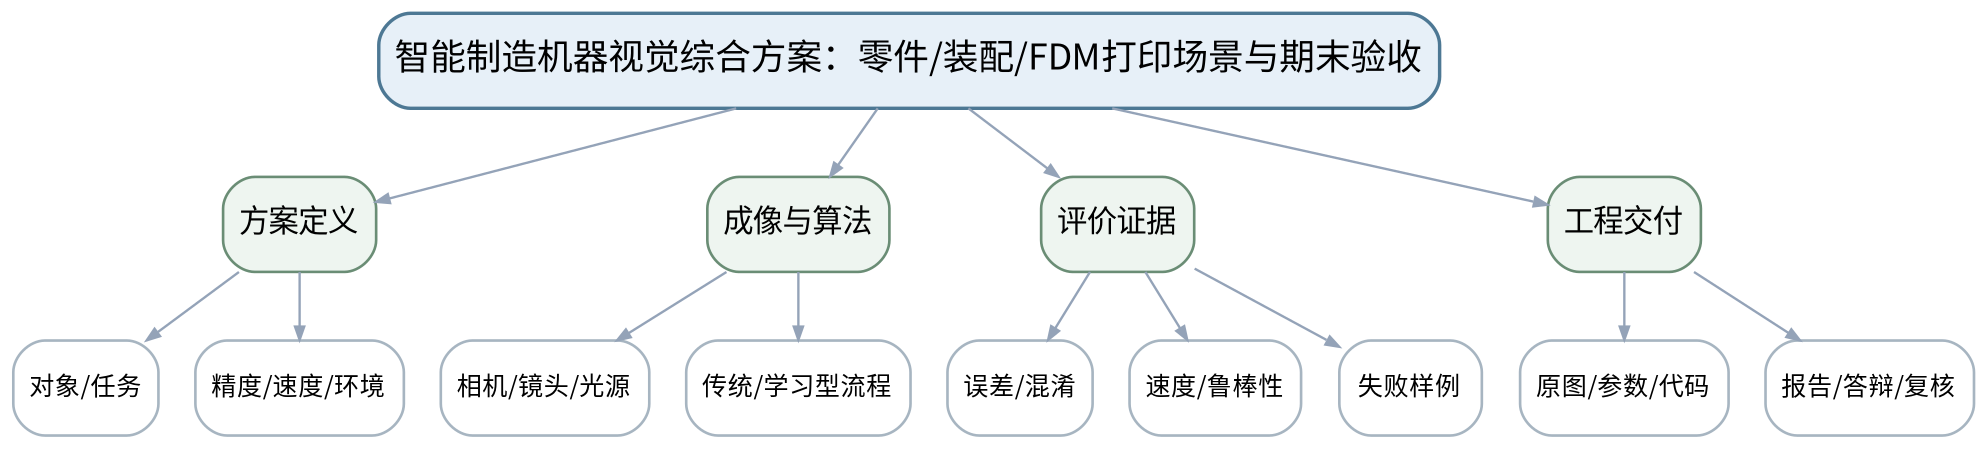 智能制造机器视觉综合方案：零件/装配/FDM打印场景与期末验收
方案定义
成像与算法
评价证据
工程交付
对象/任务
精度/速度/环境
相机/镜头/光源
传统/学习型流程
误差/混淆
速度/鲁棒性
失败样例
原图/参数/代码
报告/答辩/复核